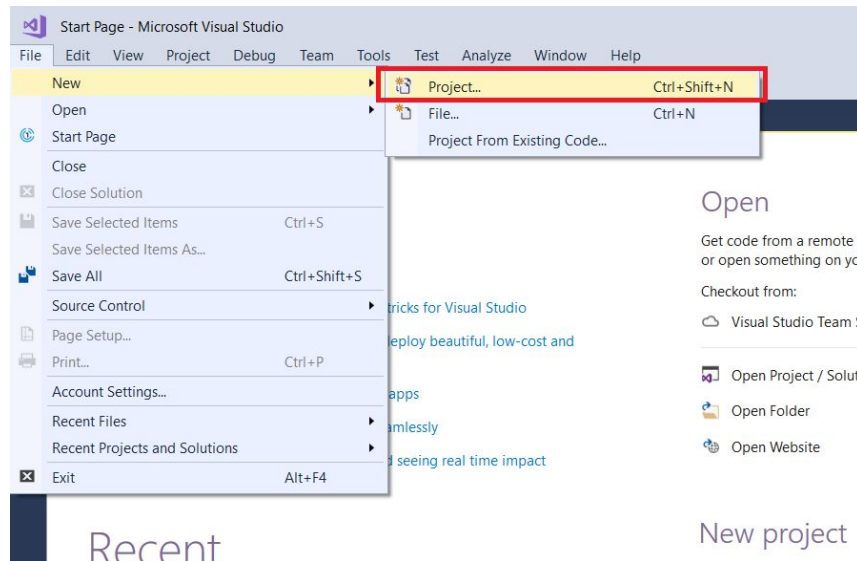 Start Page - Microsoft Visual Studio
File Edit View Project Debug Team Tools Test Analyze Window Help
New
Project... Ctrl+Shift+N
Open
File... Ctrl+N
Start Page
Project From Existing Code...
Close
Close Solution
Save Selected Items Ctrl+S
Save Selected Items As...
Save All Ctrl+Shift+S
Source Control
Page Setup...
Print... Ctrl+P
Account Settings...
Recent Files
Recent Projects and Solutions
Exit Alt+F4
tricks for Visual Studio
deploy beautiful, low-cost and
apps
seeing real time impact
Recent
Open
Get code from a remote
or open something on
Checkout from:
Visual Studio Team
Open Project /
Open Folder
Open Website
New project